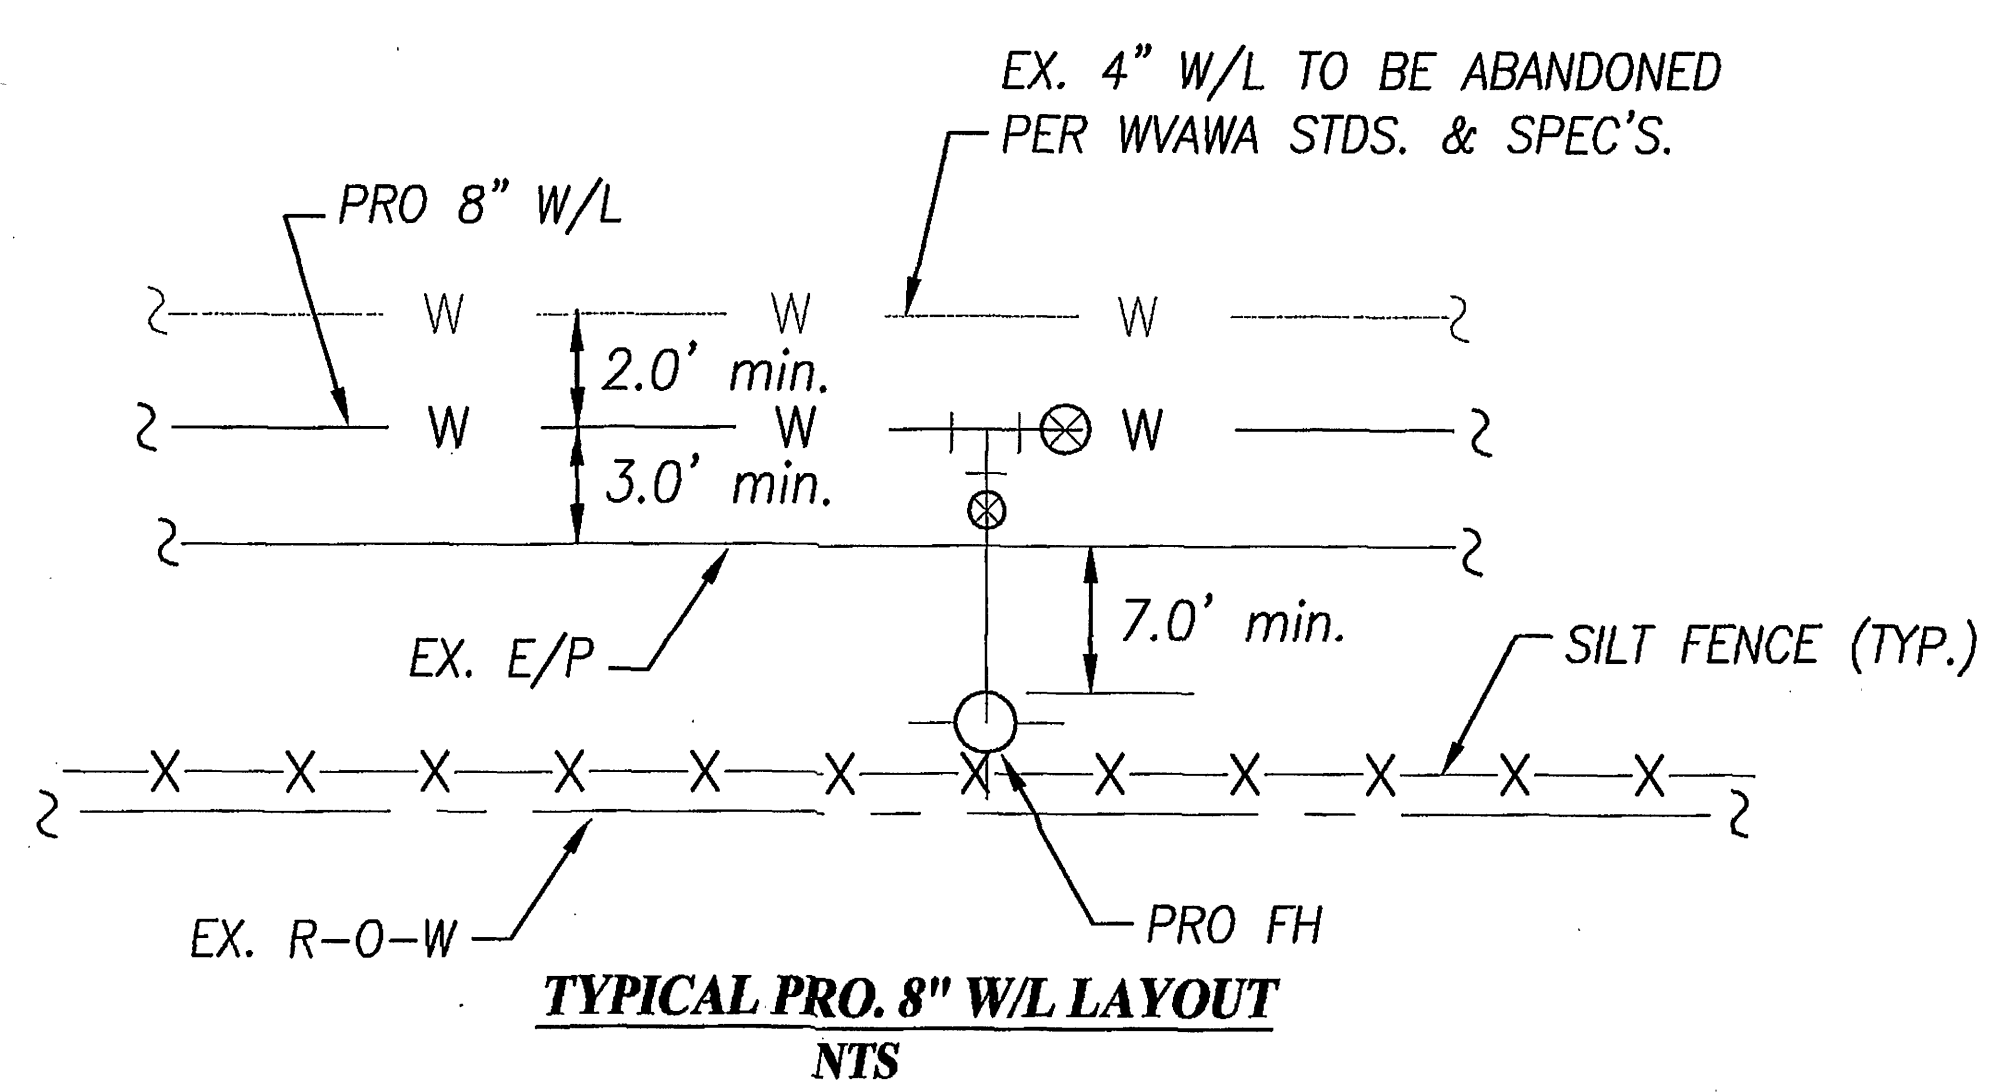 EX. 4" W/L TO BE ABANDONED
PER WVAWA STDS. & SPEC'S.
PRO 8" W/L
W W W
2.0' min.
W W W
3.0' min.
EX. E/P
7.0' min.
SILT FENCE (TYP.)
X X X X X X X X X X X X
EX. R-O-W
PRO FH
TYPICAL PRO. 8" W/L LAYOUT
NTS